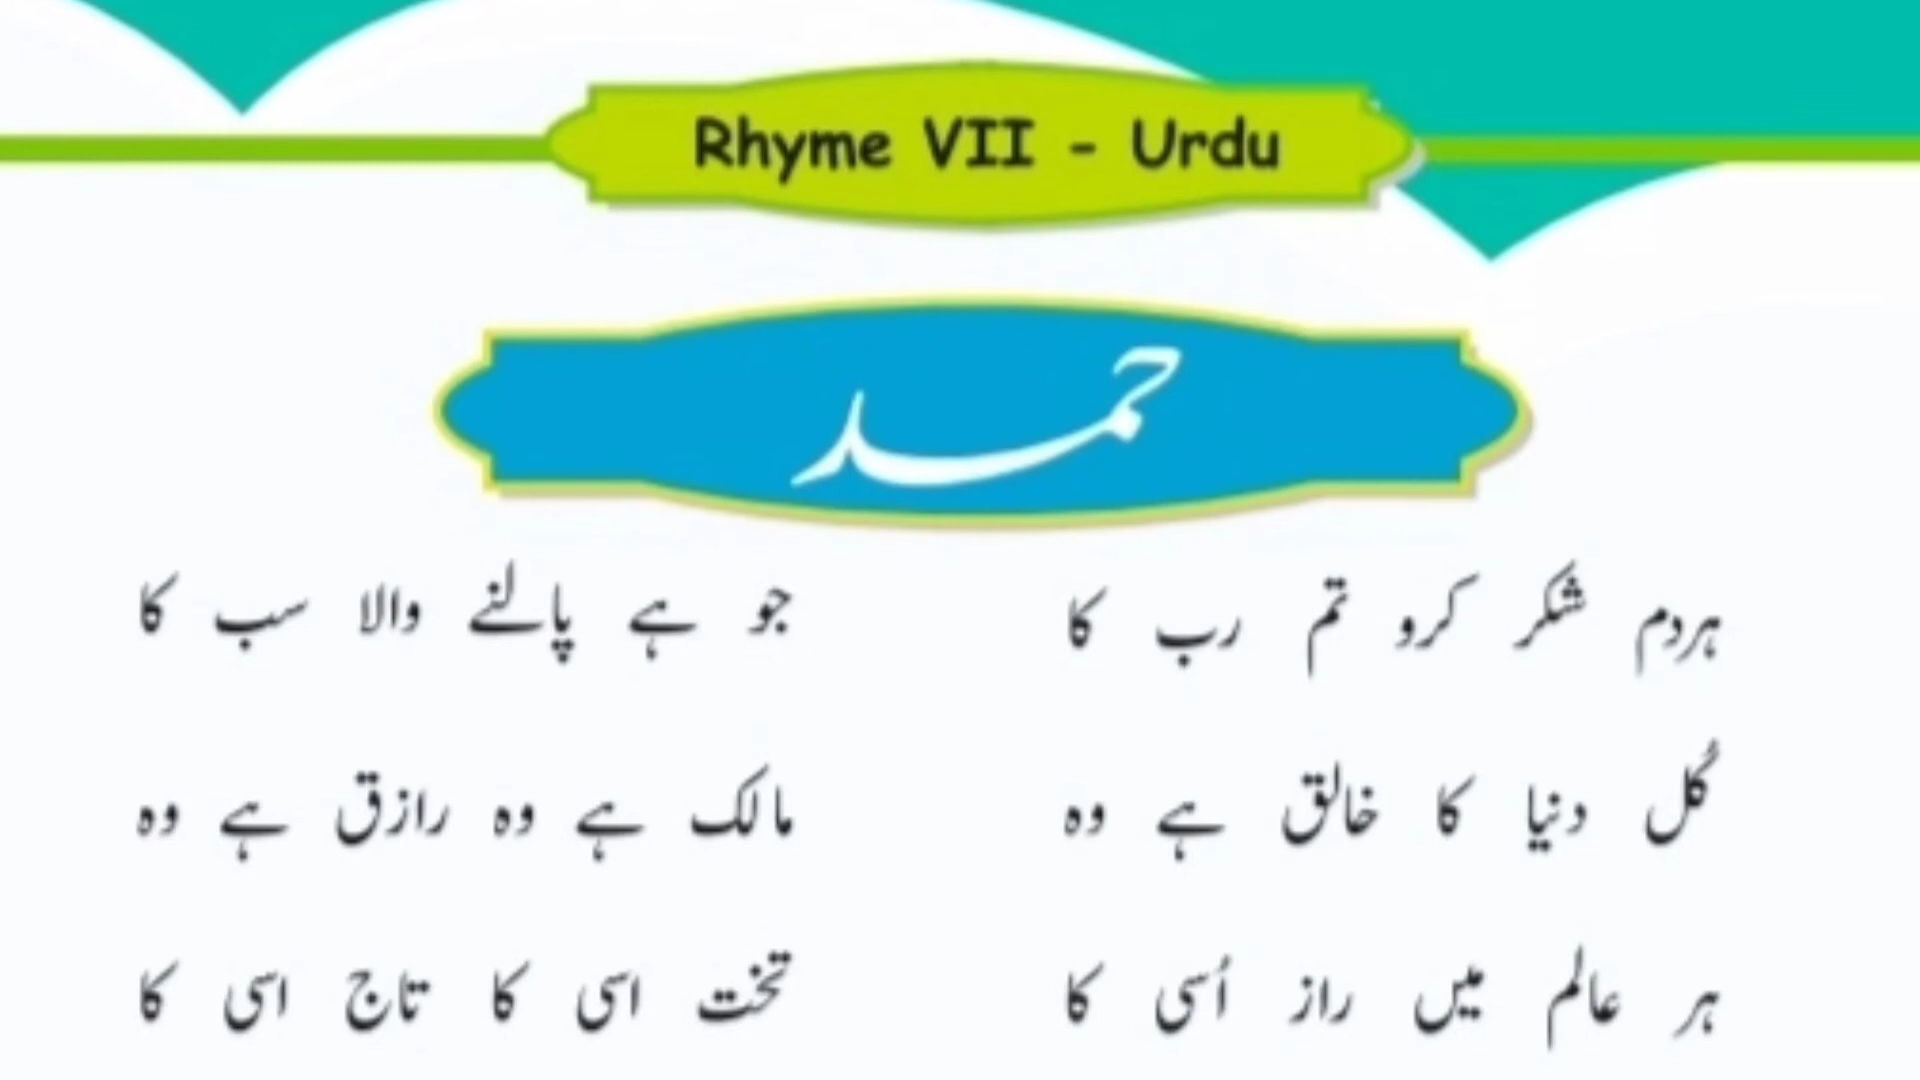 Rhyme VII - Urdu
حمد
ہردم شکر کرو تم رب کا جو ہے پالنے والا سب کا
کُل دنیا کا خالق ہے وہ مالک ہے وہ رازق ہے وہ
ہر عالم میں راز اُسی کا تخت اسی کا تاج اسی کا